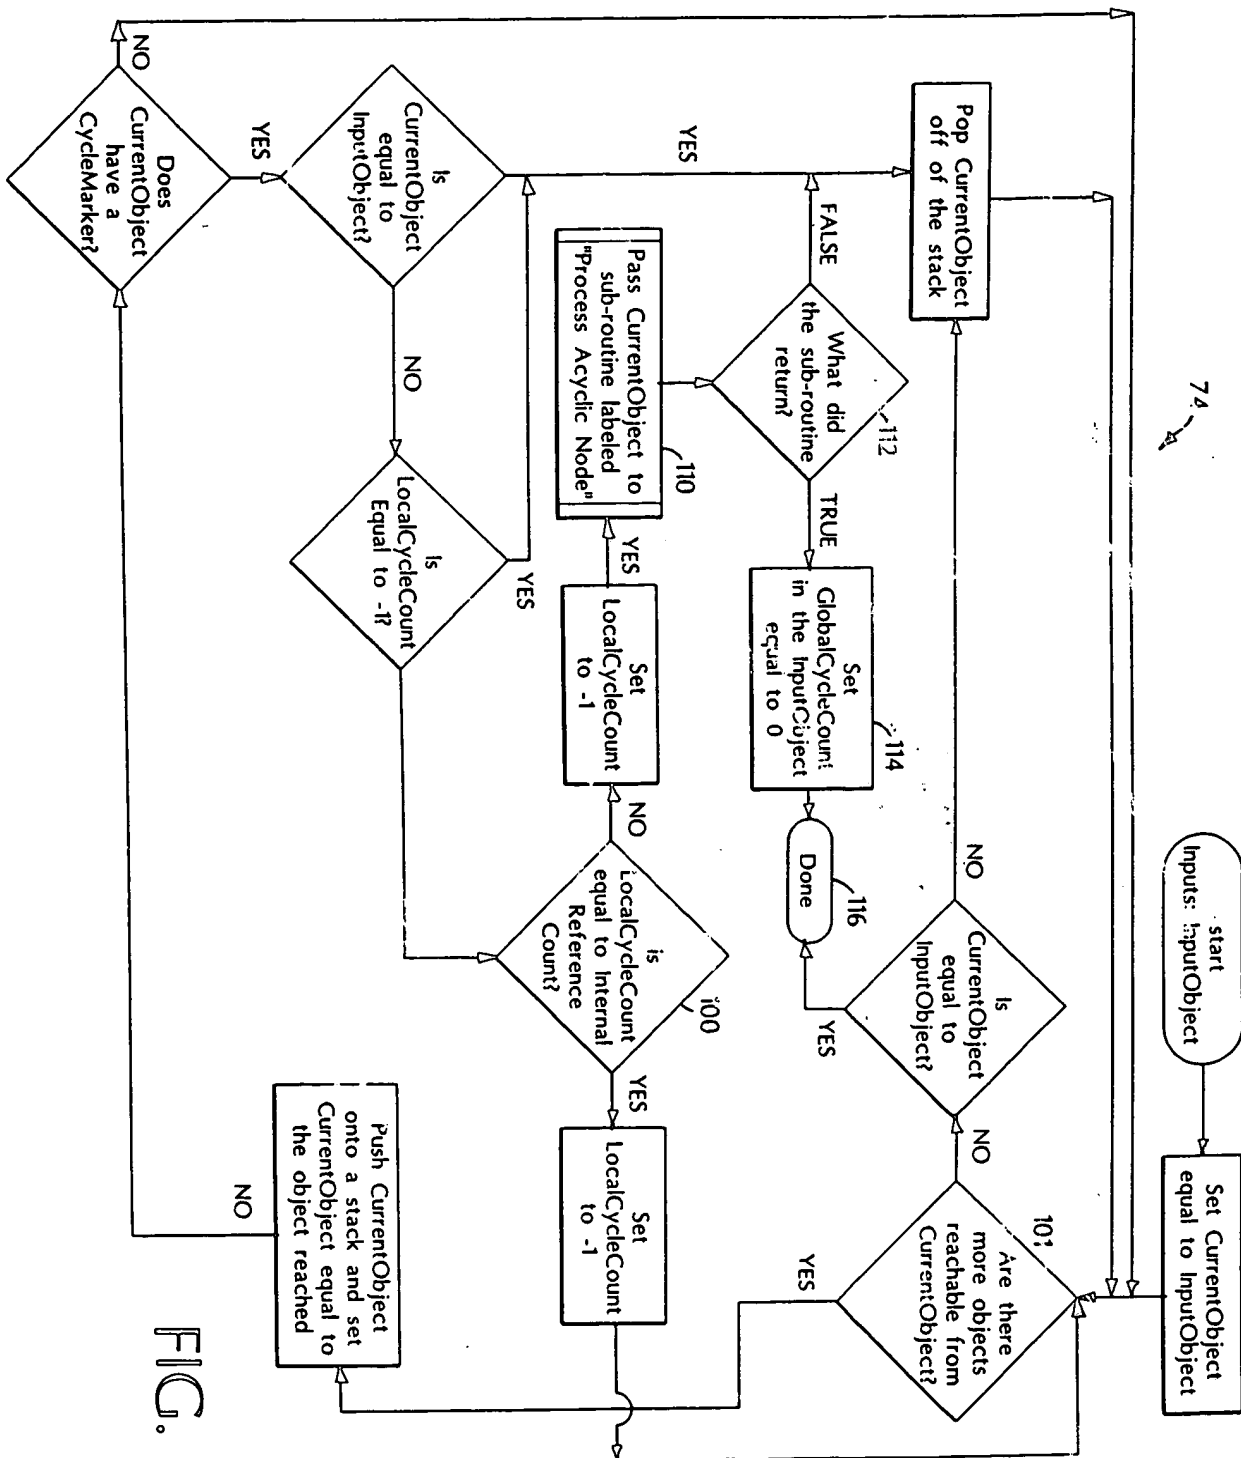 74
start
Inputs: InputObject
Set CurrentObject
equal to InputObject
101
Are there
more objects
reachable from
CurrentObject?
NO
YES
Is
CurrentObject
equal to
InputObject?
NO
YES
Pop CurrentObject
off of the stack
What did
the sub-routine
return?
112
FALSE
TRUE
Set
GlobalCycleCount
in the InputObject
equal to 0
114
Done
116
Pass CurrentObject to
sub-routine labeled
"Process Acyclic Node"
110
YES
Set
LocalCycleCount
to -1
NO
is
LocalCycleCount
equal to Internal
Reference
Count?
100
YES
Set
LocalCycleCount
to -1
Push CurrentObject
onto a stack and set
CurrentObject equal to
the object reached
NO
YES
Is
CurrentObject
equal to
InputObject?
NO
Is
LocalCycleCount
Equal to -1?
YES
YES
Does
CurrentObject
have a
CycleMarker?
NO
FIG.